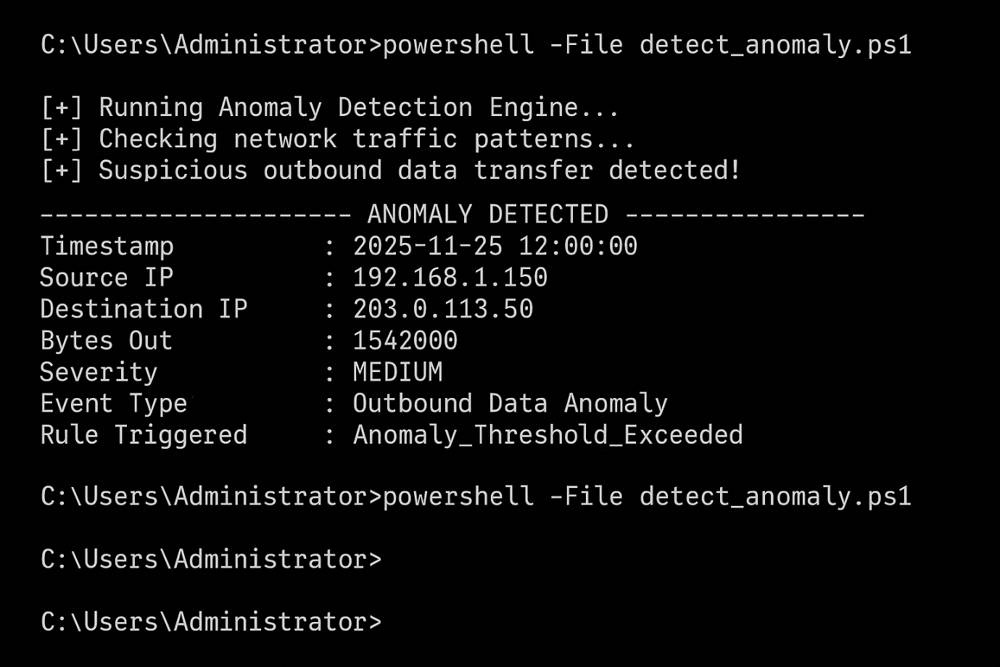 C:\Users\Administrator>powershell -File detect_anomaly.ps1
[+] Running Anomaly Detection Engine...
[+] Checking network traffic patterns...
[+] Suspicious outbound data transfer detected!
--------------------- ANOMALY DETECTED ----------------
Timestamp : 2025-11-25 12:00:00
Source IP : 192.168.1.150
Destination IP : 203.0.113.50
Bytes Out : 1542000
Severity : MEDIUM
Event Type : Outbound Data Anomaly
Rule Triggered : Anomaly_Threshold_Exceeded
C:\Users\Administrator>powershell -File detect_anomaly.ps1
C:\Users\Administrator>
C:\Users\Administrator>